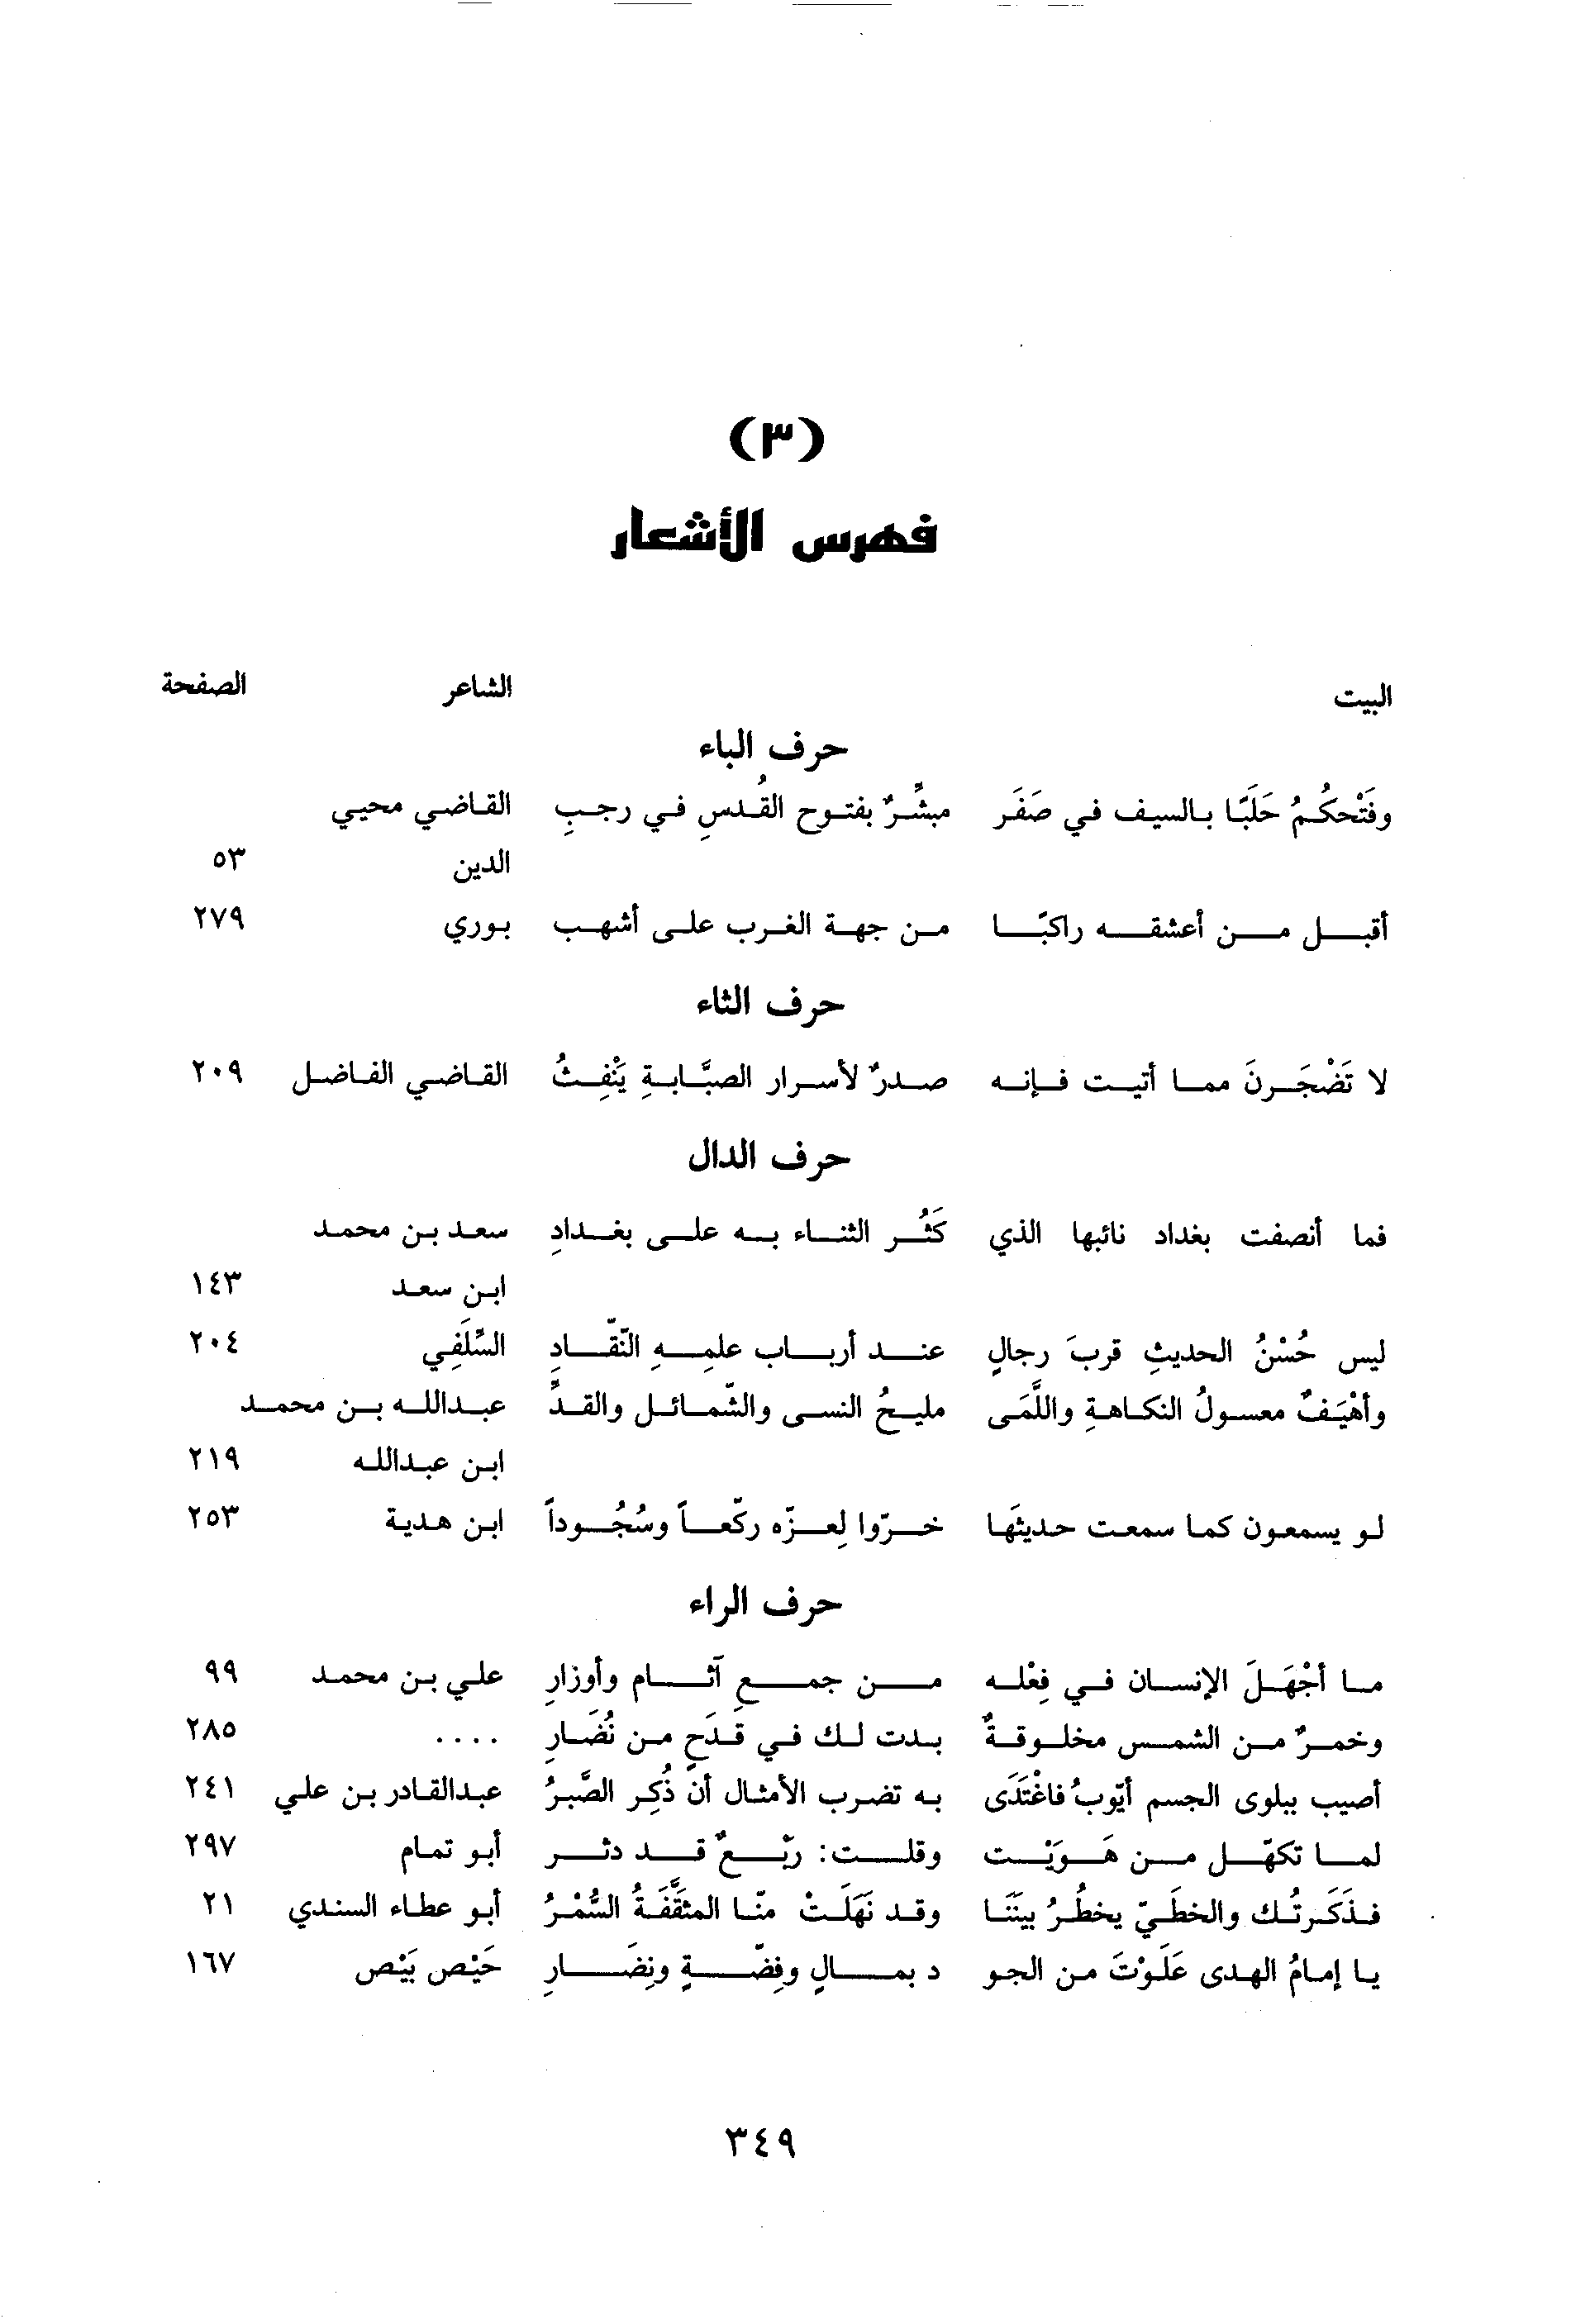 (٣)
فهرس الأشعار
البيت الشاعر الصفحة
حرف الباء
وفَتْحكُمُ حَلَبًا بالسيف في صَفَر مبشِّرٌ بفتوح القُدسِ في رجبِ القاضي محيي
الدين ٥٣
أقبل من أعشقه راكبًا من جهة الغرب على أشهب بوري ٢٧٩
حرف الثاء
لا تَضْجَرنَ مما أتيت فإنه صدرٌ لأسرار الصبَّابةِ يَنْفِثُ القاضي الفاضل ٢٠٩
حرف الدال
فما أنصفت بغداد نائبها الذي كَثُر الثناء به على بغدادِ سعد بن محمد
ابن سعد ١٤٣
ليس حُسْنُ الحديثِ قربَ رجالٍ عند أرباب علمِهِ النّقَّادِ السِّلَفِي ٢٠٤
وأهْيَفٌ معسولُ النكاهةِ واللَّمَى مليحُ النسى والشّمائل والقدِّ عبدالله بن محمد
ابن عبدالله ٢١٩
لو يسمعون كما سمعت حديثَها خرّوا لِعزّه ركّعاً وسُجُوداً ابن هدية ٢٥٣
حرف الراء
ما أجْهَلَ الإنسان في فِعْله من جمعِ آثام وأوزارِ علي بن محمد ٩٩
وخمرٌ من الشمس مخلوقةٌ بدت لك في قدَحٍ من نُضَارِ .... ٢٨٥
أصيب ببلوى الجسم أيّوبُ فاغْتَدَى به تضرب الأمثال أن ذُكِر الصَّبرُ عبدالقادر بن علي ٢٤١
لما تكهّل من هَوَيْت وقلت: ربْعٌ قد دثر أبو تمام ٢٩٧
فذَكَرتُك والخطَيّ يخطُرُ بينَنَا وقد نَهَلَتْ منّا المثقَّفَةُ السُّمْرُ أبو عطاء السندي ٢١
يا إمامُ الهدى عَلَوْتَ من الجو د بمالٍ وفِضّةٍ ونِضَارِ حَيْص بَيْص ١٦٧
٣٤٩